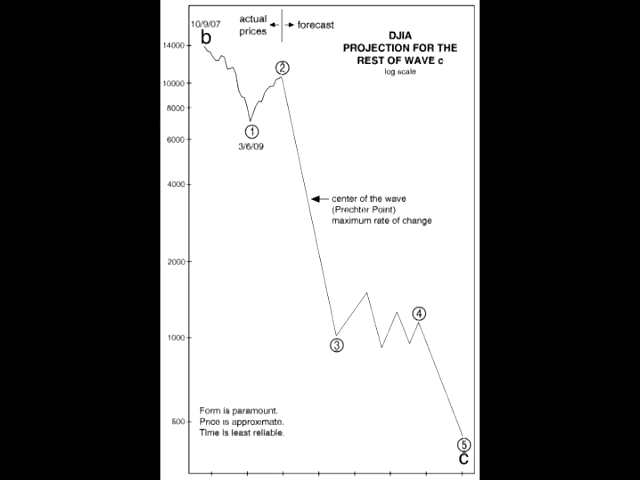 10/9/07
b
actual
prices
forecast
DJIA
PROJECTION FOR THE
REST OF WAVE c
log scale
14000
10000
8000
6000
4000
2000
1000
500
2
1
3/6/09
center of the wave
(Prechter Point)
maximum rate of change
4
3
Form is paramount.
Price is approximate.
Time is least reliable.
5
c